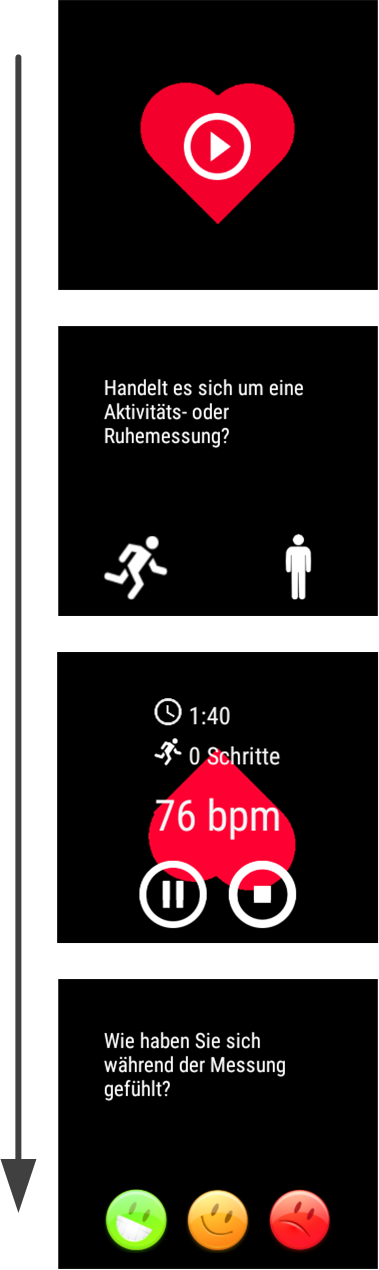 Handelt es sich um eine
Aktivitäts- oder
Ruhemessung?
1:40
0 Schritte
76 bpm
Wie haben Sie sich
während der Messung
gefühlt?